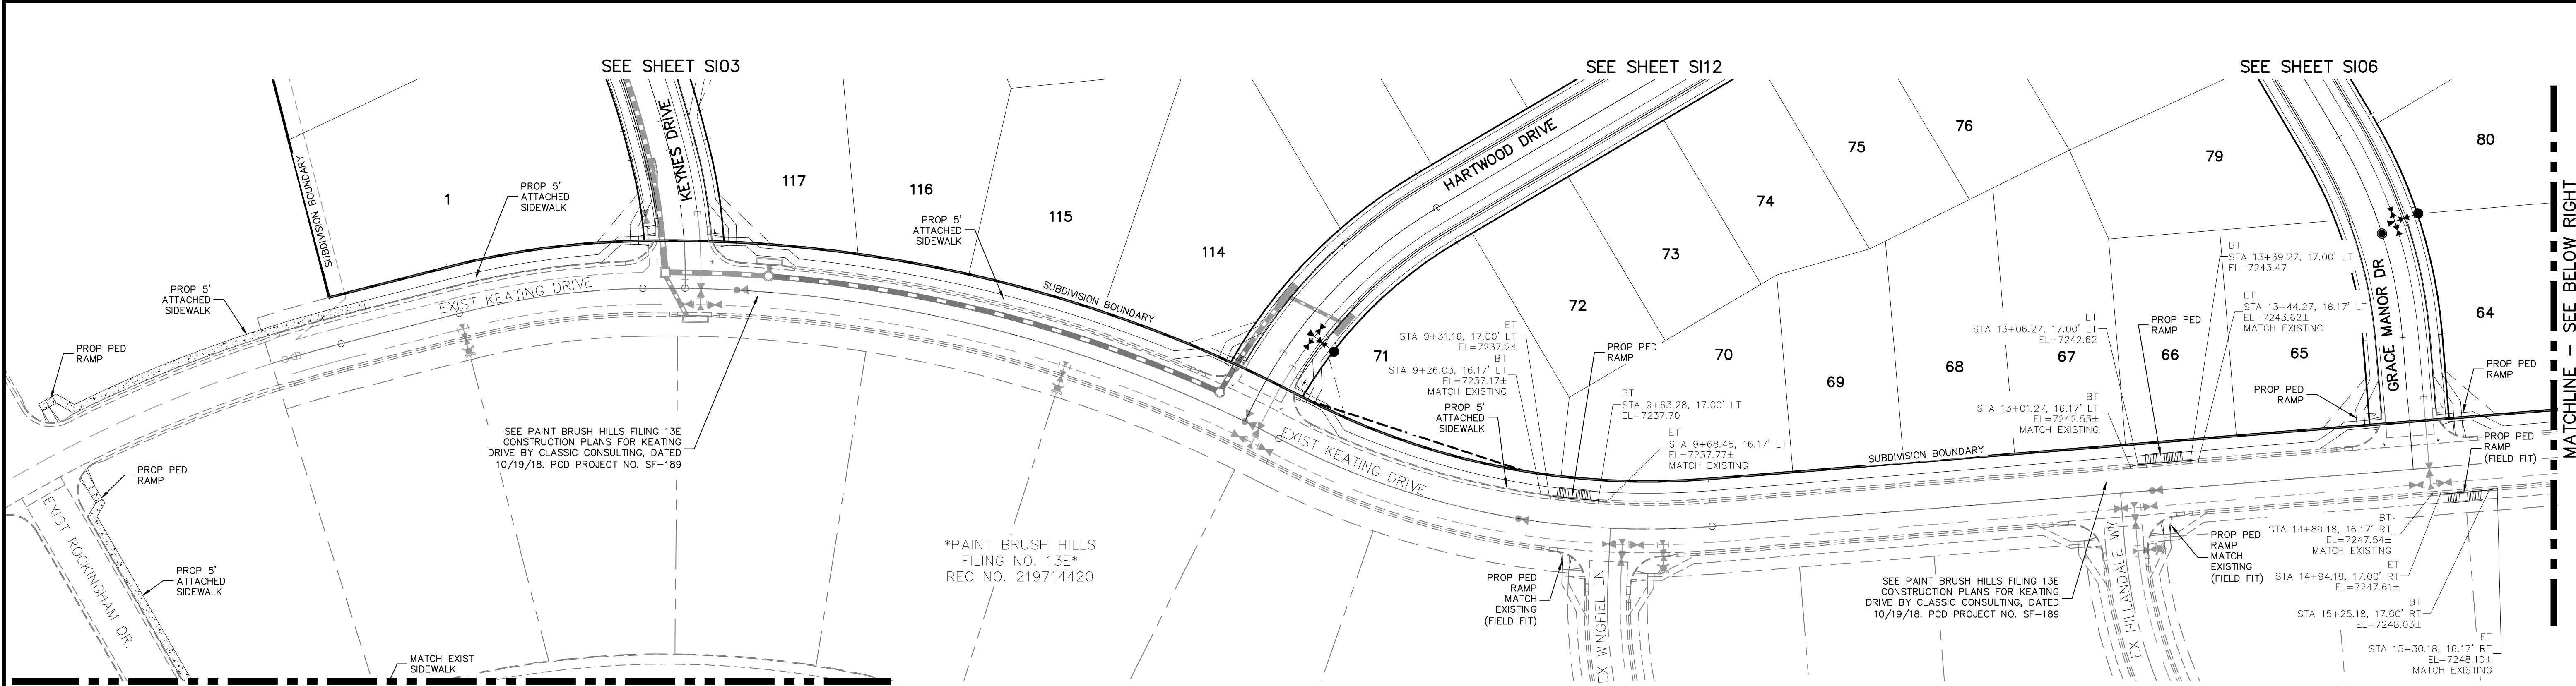 SEE SHEET SI03
SEE SHEET SI12
SEE SHEET SI06
SUBDIVISION BOUNDARY
1
PROP 5'
ATTACHED
SIDEWALK
KEYNES DRIVE
117
116
115
114
PROP 5'
ATTACHED
SIDEWALK
HARTWOOD DRIVE
72
73
74
75
76
79
80
PROP 5'
ATTACHED
SIDEWALK
EXIST KEATING DRIVE
SUBDIVISION BOUNDARY
PROP PED
RAMP
71
ET
STA 9+31.16, 17.00' LT
EL=7237.24
BT
STA 9+26.03, 16.17' LT
EL=7237.17±
MATCH EXISTING
PROP 5'
ATTACHED
SIDEWALK
PROP PED
RAMP
BT
STA 9+63.28, 17.00' LT
EL=7237.70
ET
STA 9+68.45, 16.17' LT
EL=7237.77±
MATCH EXISTING
70
69
68
67
66
65
64
ET
STA 13+06.27, 17.00' LT
EL=7242.62
BT
STA 13+01.27, 16.17' LT
EL=7242.53±
MATCH EXISTING
PROP PED
RAMP
BT
STA 13+39.27, 17.00' LT
EL=7243.47
ET
STA 13+44.27, 16.17' LT
EL=7243.62±
MATCH EXISTING
PROP PED
RAMP
GRACE MANOR DR
PROP PED
RAMP
PROP PED
RAMP
(FIELD FIT)
MATCHLINE - SEE BELOW RIGHT
SEE PAINT BRUSH HILLS FILING 13E
CONSTRUCTION PLANS FOR KEATING
DRIVE BY CLASSIC CONSULTING, DATED
10/19/18. PCD PROJECT NO. SF-189
EXIST KEATING DRIVE
SUBDIVISION BOUNDARY
PROP PED
RAMP
EXIST ROCKINGHAM DR.
PROP 5'
ATTACHED
SIDEWALK
MATCH EXIST
SIDEWALK
*PAINT BRUSH HILLS
FILING NO. 13E*
REC NO. 219714420
PROP PED
RAMP
MATCH
EXISTING
(FIELD FIT)
EX WINGFIEL LN
SEE PAINT BRUSH HILLS FILING 13E
CONSTRUCTION PLANS FOR KEATING
DRIVE BY CLASSIC CONSULTING, DATED
10/19/18. PCD PROJECT NO. SF-189
EX HILLANDALE WY
PROP PED
RAMP
MATCH
EXISTING
(FIELD FIT)
BT
STA 14+89.18, 16.17' RT
EL=7247.54±
MATCH EXISTING
ET
STA 14+94.18, 17.00' RT
EL=7247.61±
BT
STA 15+25.18, 17.00' RT
EL=7248.03±
ET
STA 15+30.18, 16.17' RT
EL=7248.10±
MATCH EXISTING